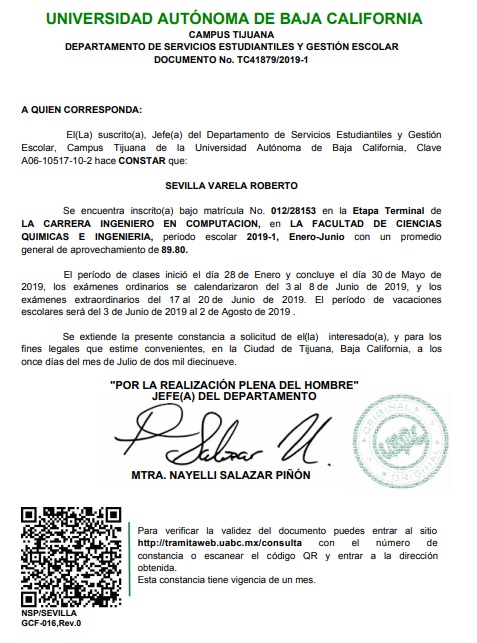 UNIVERSIDAD AUTÓNOMA DE BAJA CALIFORNIA
CAMPUS TIJUANA
DEPARTAMENTO DE SERVICIOS ESTUDIANTILES Y GESTIÓN ESCOLAR
DOCUMENTO No. TC41879/2019-1
A QUIEN CORRESPONDA:
El(La) suscrito(a), Jefe(a) del Departamento de Servicios Estudiantiles y Gestión
Escolar, Campus Tijuana de la Universidad Autónoma de Baja California, Clave
A06-10517-10-2 hace CONSTAR que:
SEVILLA VARELA ROBERTO
Se encuentra inscrito(a) bajo matrícula No. 012/28153 en la Etapa Terminal de
LA CARRERA INGENIERO EN COMPUTACION, en LA FACULTAD DE CIENCIAS
QUIMICAS E INGENIERIA, periodo escolar 2019-1, Enero-Junio con un promedio
general de aprovechamiento de 89.80.
El período de clases inició el día 28 de Enero y concluye el día 30 de Mayo de
2019, los exámenes ordinarios se calendarizaron del 3 al 8 de Junio de 2019, y los
exámenes extraordinarios del 17 al 20 de Junio de 2019. El período de vacaciones
escolares será del 3 de Junio de 2019 al 2 de Agosto de 2019 .
Se extiende la presente constancia a solicitud de el(la) interesado(a), y para los
fines legales que estime convenientes, en la Ciudad de Tijuana, Baja California, a los
once días del mes de Julio de dos mil diecinueve.
"POR LA REALIZACIÓN PLENA DEL HOMBRE"
JEFE(A) DEL DEPARTAMENTO
P Salazar U.
ORIGINAL
ORIGINAL
MTRA. NAYELLI SALAZAR PIÑÓN
Para verificar la validez del documento puedes entrar al sitio
http://tramitaweb.uabc.mx/consulta con el número de
constancia o escanear el código QR y entrar a la dirección
obtenida.
Esta constancia tiene vigencia de un mes.
NSP/SEVILLA
GCF-016,Rev.0